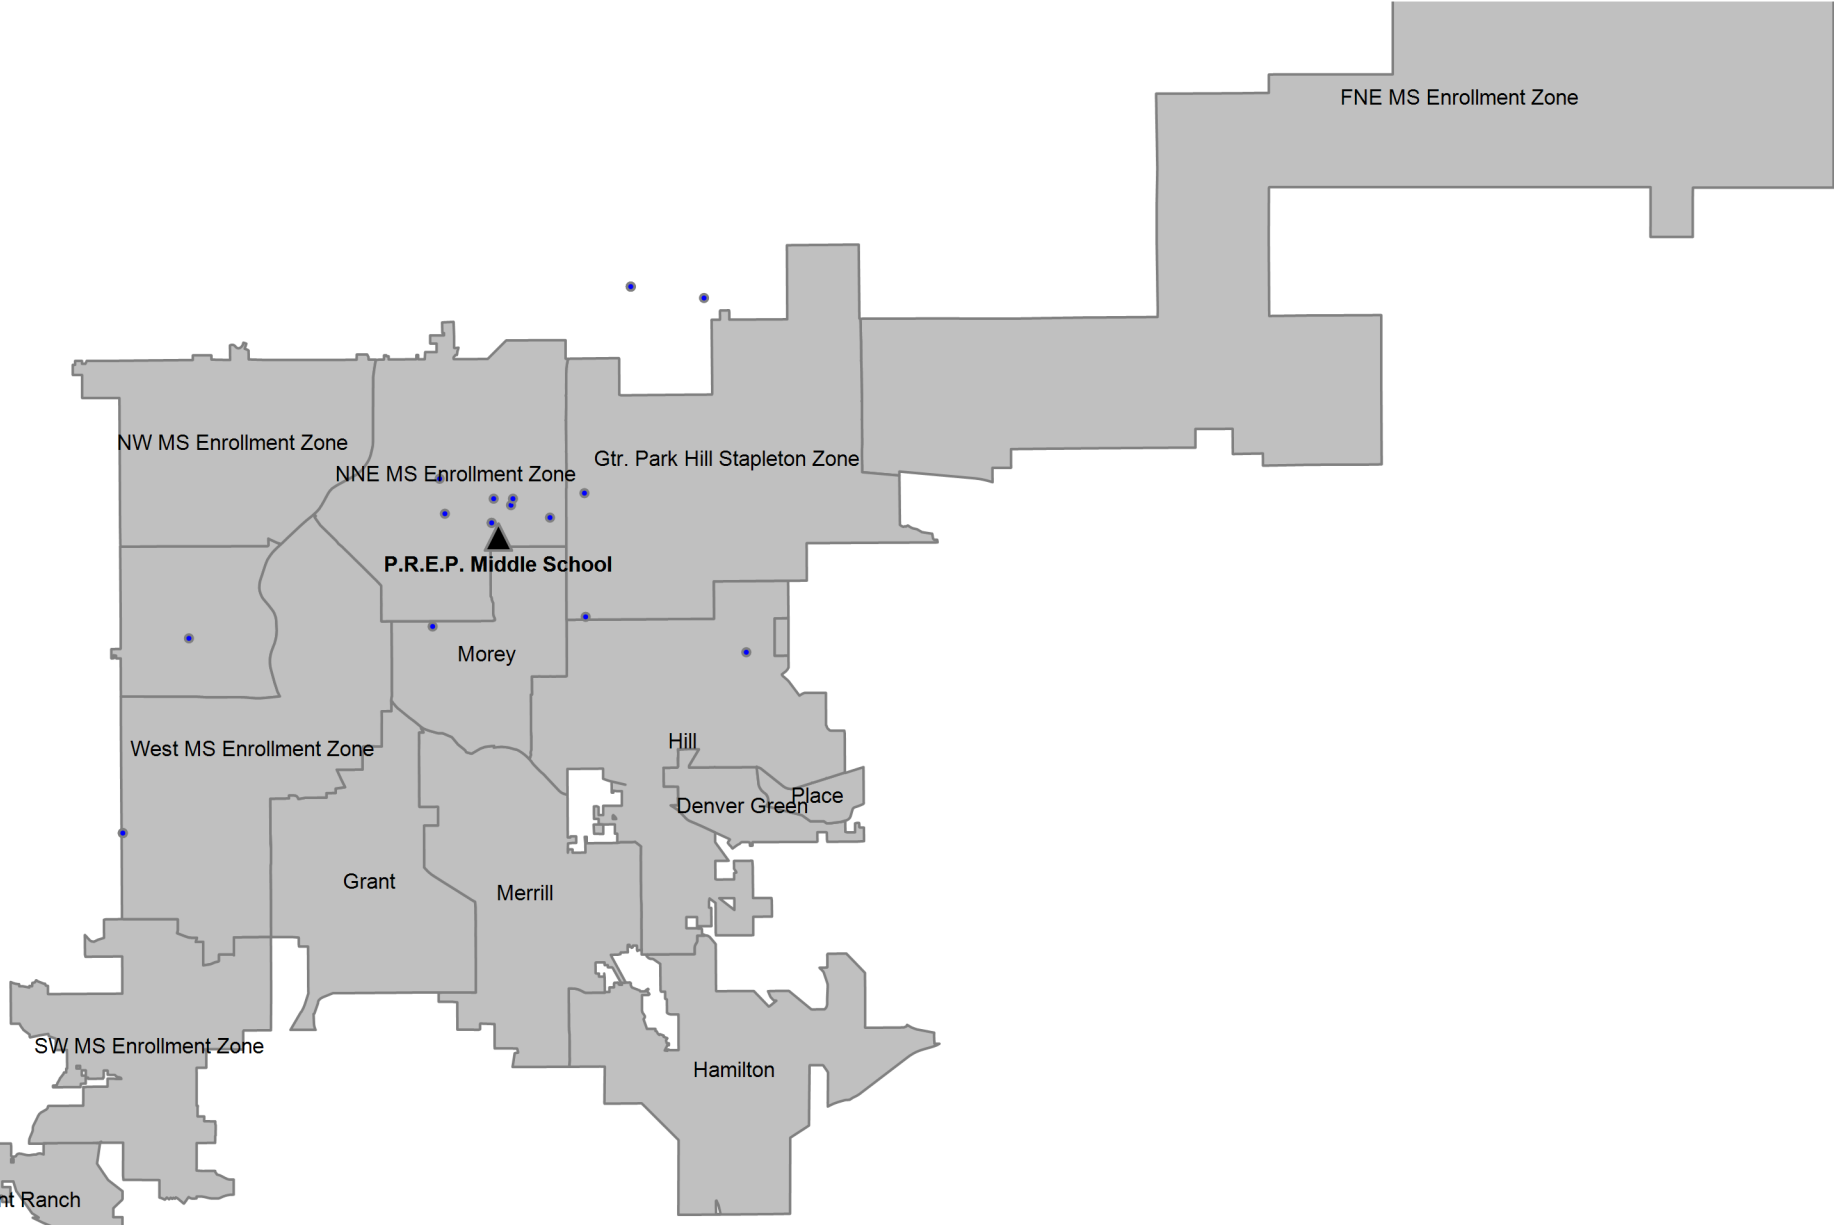 FNE MS Enrollment Zone
NW MS Enrollment Zone
Gtr. Park Hill Stapleton Zone
NNE MS Enrollment Zone
P.R.E.P. Middle School
Morey
West MS Enrollment Zone
Hill
Place
Denver Green
Grant
Merrill
SW MS Enrollment Zone
Hamilton
Ranch